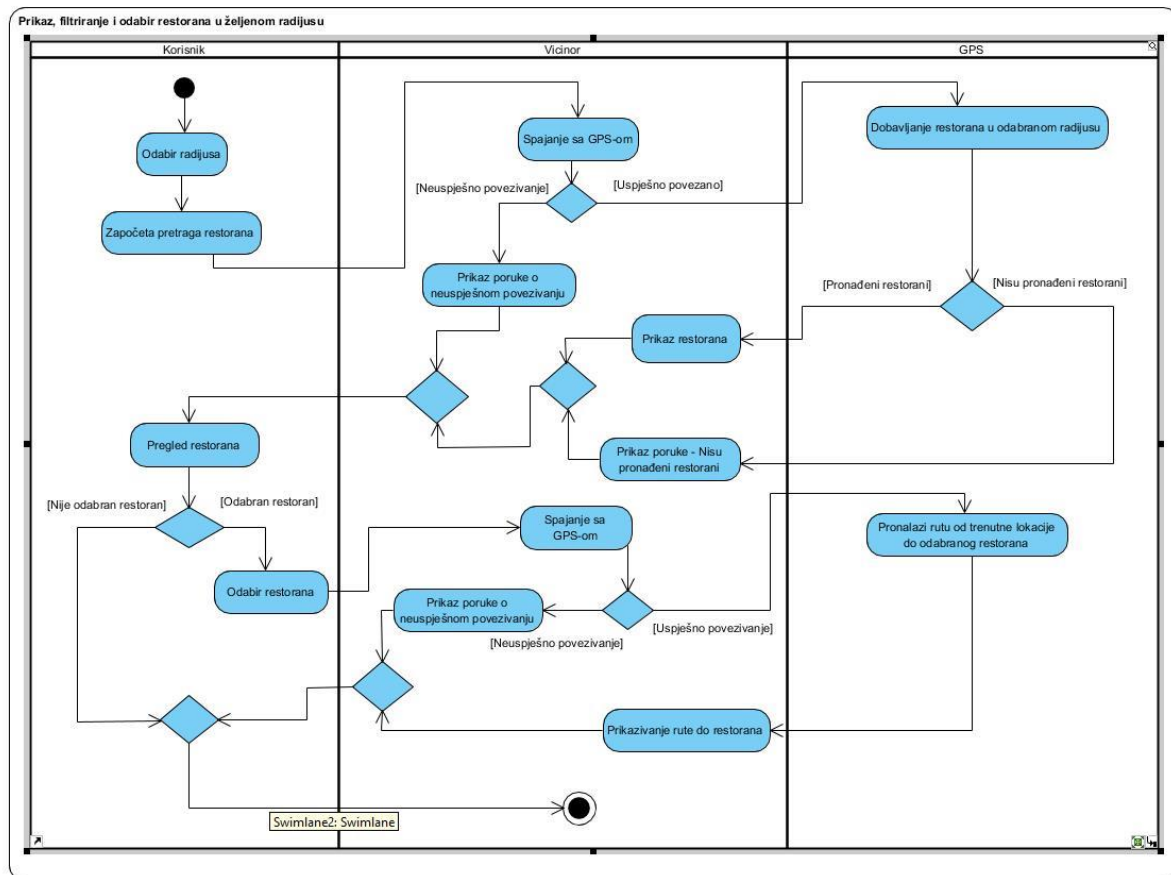 Prikaz, filtriranje i odabir restorana u željenom radijusu
Korisnik
Vicinor
GPS
Odabir radijusa
Započeta pretraga restorana
Spajanje sa GPS-om
[Neuspješno povezivanje]
[Uspješno povezano]
Dobavljanje restorana u odabranom radijusu
Prikaz poruke o
neuspješnom povezivanju
[Pronađeni restorani]
[Nisu pronađeni restorani]
Prikaz restorana
Prikaz poruke - Nisu
pronađeni restorani
Pregled restorana
[Nije odabran restoran]
[Odabran restoran]
Odabir restorana
Spajanje sa
GPS-om
Pronalazi rutu od trenutne lokacije
do odabranog restorana
Prikaz poruke o
neuspješnom povezivanju
[Neuspješno povezivanje]
[Uspješno povezivanje]
Prikazivanje rute do restorana
Swimlane2: Swimlane